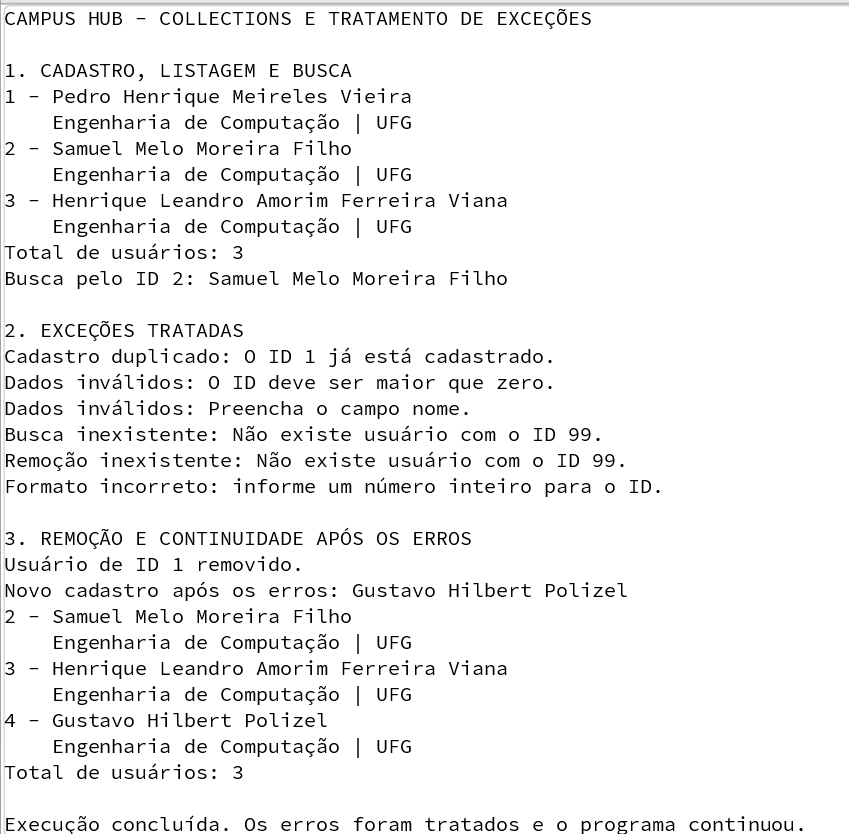 CAMPUS HUB - COLLECTIONS E TRATAMENTO DE EXCEÇÕES
1. CADASTRO, LISTAGEM E BUSCA
1 - Pedro Henrique Meireles Vieira
Engenharia de Computação | UFG
2 - Samuel Melo Moreira Filho
Engenharia de Computação | UFG
3 - Henrique Leandro Amorim Ferreira Viana
Engenharia de Computação | UFG
Total de usuários: 3
Busca pelo ID 2: Samuel Melo Moreira Filho
2. EXCEÇÕES TRATADAS
Cadastro duplicado: O ID 1 já está cadastrado.
Dados inválidos: O ID deve ser maior que zero.
Dados inválidos: Preencha o campo nome.
Busca inexistente: Não existe usuário com o ID 99.
Remoção inexistente: Não existe usuário com o ID 99.
Formato incorreto: informe um número inteiro para o ID.
3. REMOÇÃO E CONTINUIDADE APÓS OS ERROS
Usuário de ID 1 removido.
Novo cadastro após os erros: Gustavo Hilbert Polizel
2 - Samuel Melo Moreira Filho
Engenharia de Computação | UFG
3 - Henrique Leandro Amorim Ferreira Viana
Engenharia de Computação | UFG
4 - Gustavo Hilbert Polizel
Engenharia de Computação | UFG
Total de usuários: 3
Execução concluída. Os erros foram tratados e o programa continuou.